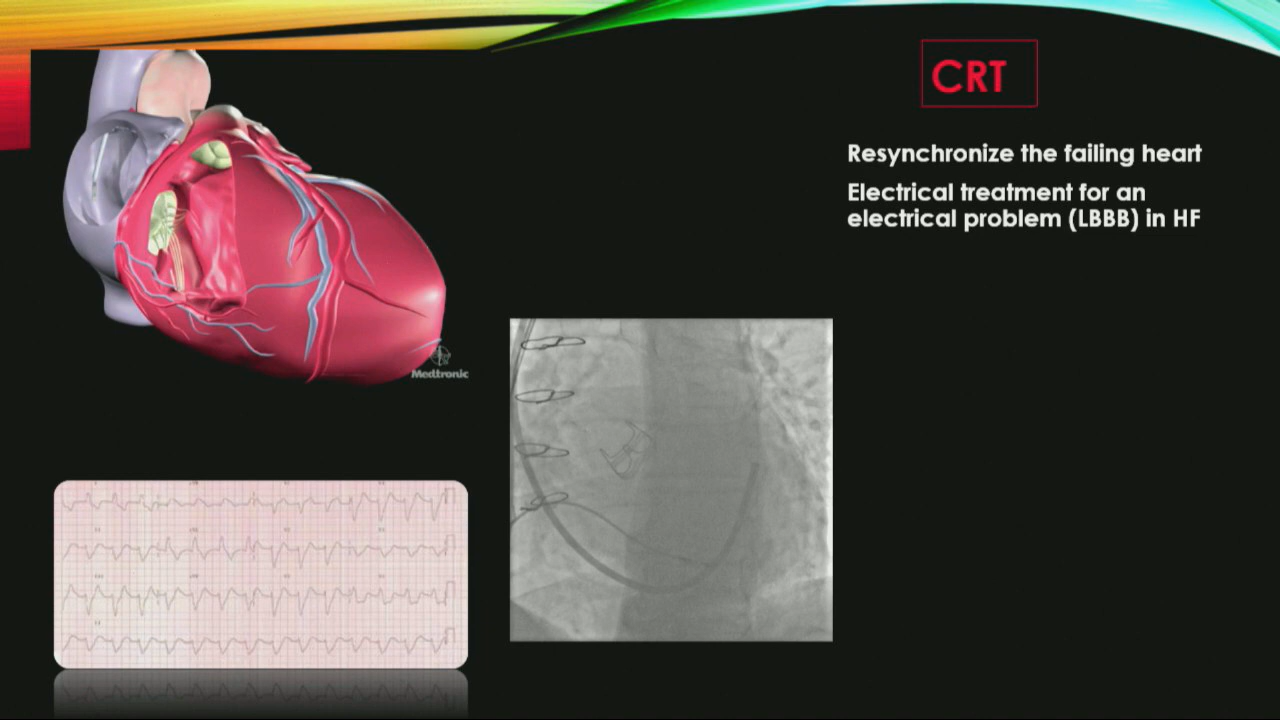 CRT
Resynchronize the failing heart
Electrical treatment for an
electrical problem (LBBB) in HF
Medtronic